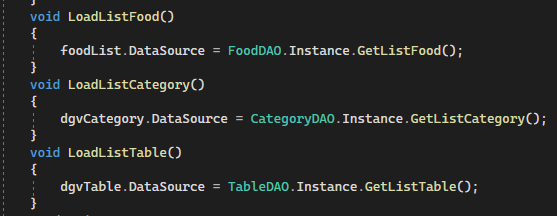 void LoadListFood()
{
foodList.DataSource = FoodDAO.Instance.GetListFood();
}
void LoadListCategory()
{
dgvCategory.DataSource = CategoryDAO.Instance.GetListCategory();
}
void LoadListTable()
{
dgvTable.DataSource = TableDAO.Instance.GetListTable();
}